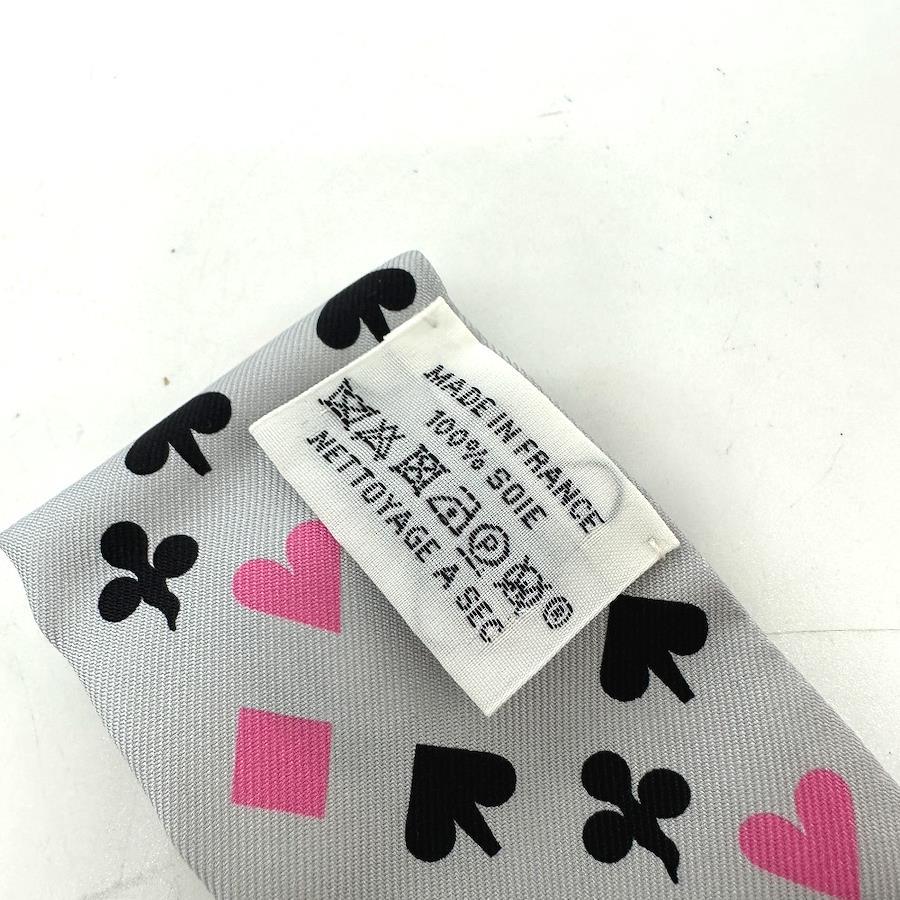 MADE IN FRANCE
100% SOIE
P
NETTOYAGE A SEC